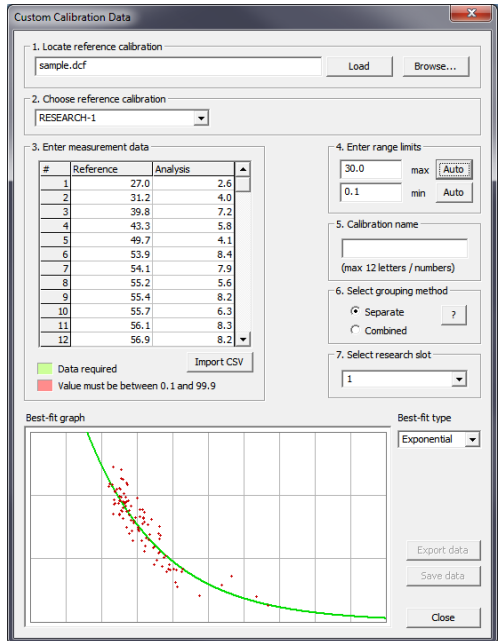 Custom Calibration Data
1. Locate reference calibration
sample.dcf
Load
Browse...
2. Choose reference calibration
RESEARCH-1
3. Enter measurement data
# Reference Analysis
1 27.0 2.6
2 31.2 4.0
3 39.8 7.2
4 43.3 5.8
5 49.7 4.1
6 53.9 8.4
7 54.1 7.9
8 55.2 5.6
9 55.4 8.2
10 55.7 6.3
11 56.1 8.3
12 56.9 8.2
Data required
Import CSV
Value must be between 0.1 and 99.9
4. Enter range limits
30.0 max Auto
0.1 min Auto
5. Calibration name
(max 12 letters / numbers)
6. Select grouping method
Separate
?
Combined
7. Select research slot
1
Best-fit graph
Best-fit type
Exponential
Export data
Save data
Close